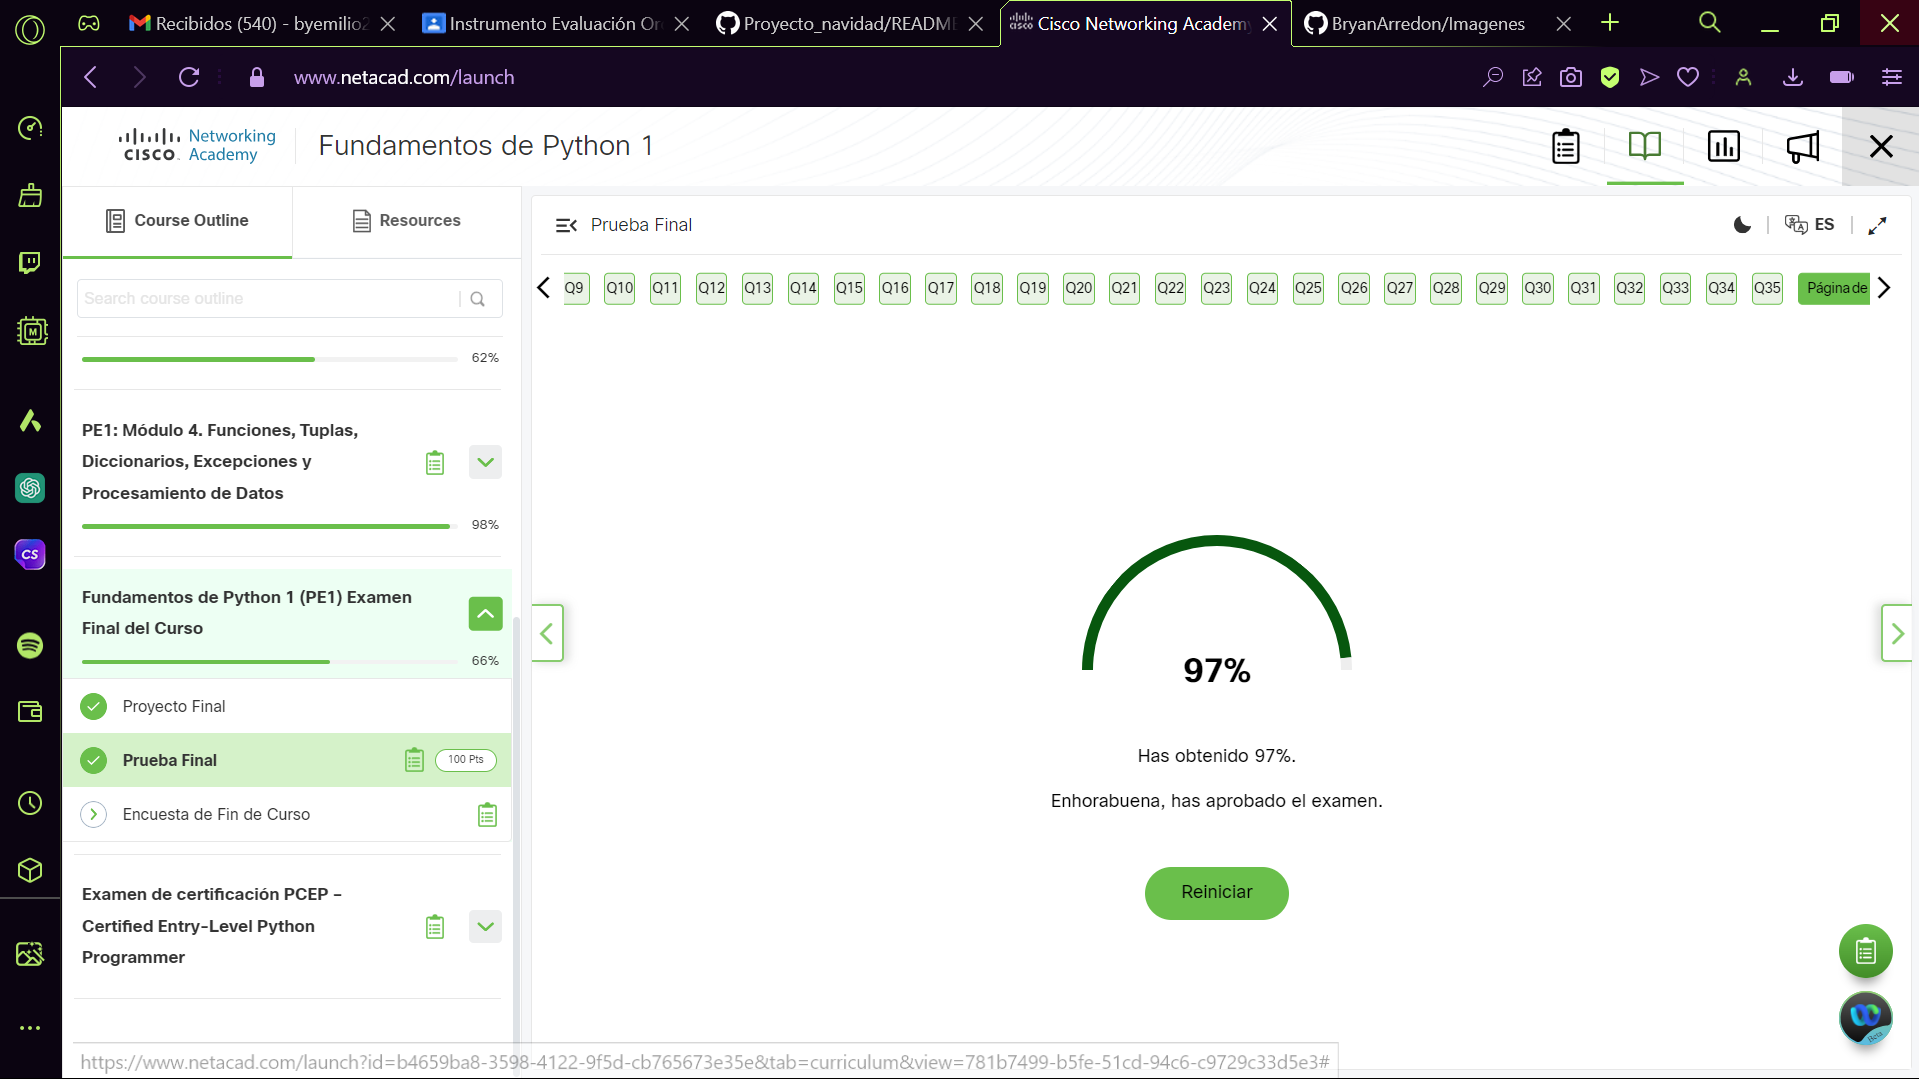 Recibidos (540) - byemilio2
Instrumento Evaluación Or
Proyecto_navidad/README
Cisco Networking Academy
BryanArredon/Imagenes
www.netacad.com/launch
CISCO Networking Academy
Fundamentos de Python 1
Course Outline
Resources
Search course outline
62%
PE1: Módulo 4. Funciones, Tuplas,
Diccionarios, Excepciones y
Procesamiento de Datos
98%
Fundamentos de Python 1 (PE1) Examen
Final del Curso
66%
Proyecto Final
Prueba Final
100 Pts
Encuesta de Fin de Curso
Examen de certificación PCEP –
Certified Entry-Level Python
Programmer
Prueba Final
ES
Q9 Q10 Q11 Q12 Q13 Q14 Q15 Q16 Q17 Q18 Q19 Q20 Q21 Q22 Q23 Q24 Q25 Q26 Q27 Q28 Q29 Q30 Q31 Q32 Q33 Q34 Q35 Página de
97%
Has obtenido 97%.
Enhorabuena, has aprobado el examen.
Reiniciar
Beta
M
CS
https://www.netacad.com/launch?id=b4659ba8-3598-4122-9f5d-cb765673e35e&tab=curriculum&view=781b7499-b5fe-51cd-94c6-c9729c33d5e3#